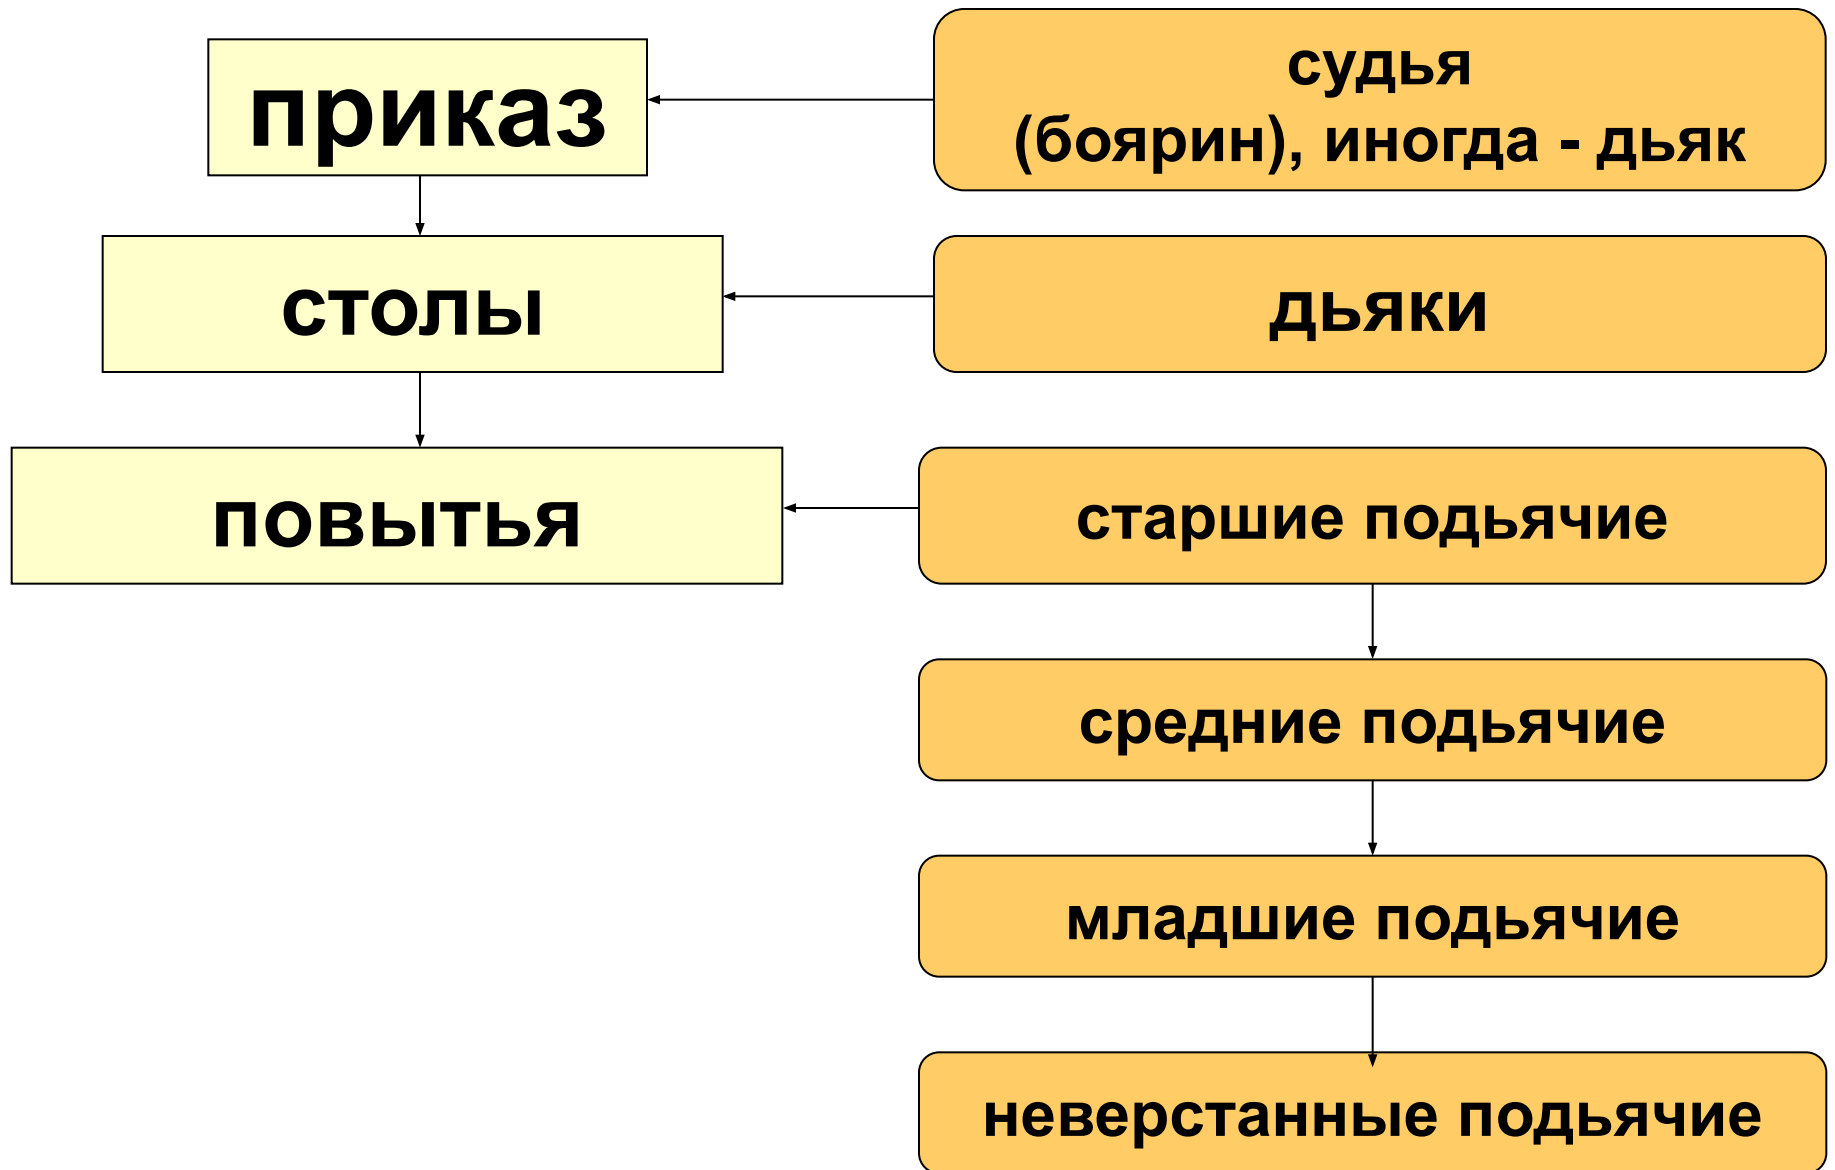 приказ
судья
(боярин), иногда - дьяк
столы
дьяки
повытья
старшие подьячие
средние подьячие
младшие подьячие
неверстанные подьячие